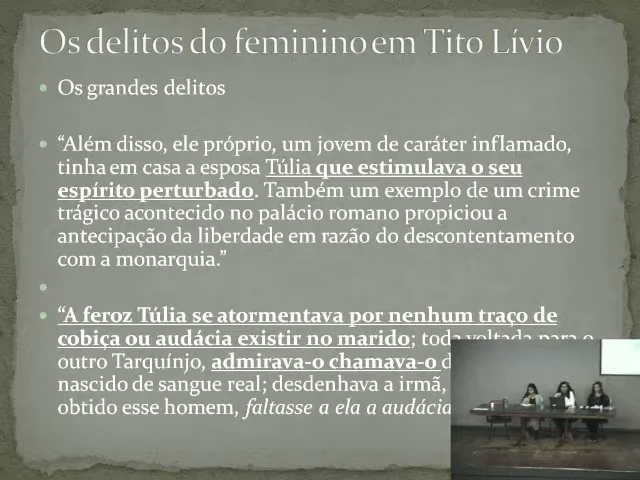 Os delitos do feminino em Tito Lívio
Os grandes delitos
“Além disso, ele próprio, um jovem de caráter inflamado,
tinha em casa a esposa Túlia que estimulava o seu
espírito perturbado. Também um exemplo de um crime
trágico acontecido no palácio romano propiciou a
antecipação da liberdade em razão do descontentamento
com a monarquia.”
“A feroz Túlia se atormentava por nenhum traço de
cobiça ou audácia existir no marido; toda voltada para o
outro Tarquínjo, admirava-o chamava-o
nascido de sangue real; desdenhava a irmã,
obtido esse homem, faltasse a ela a audácia